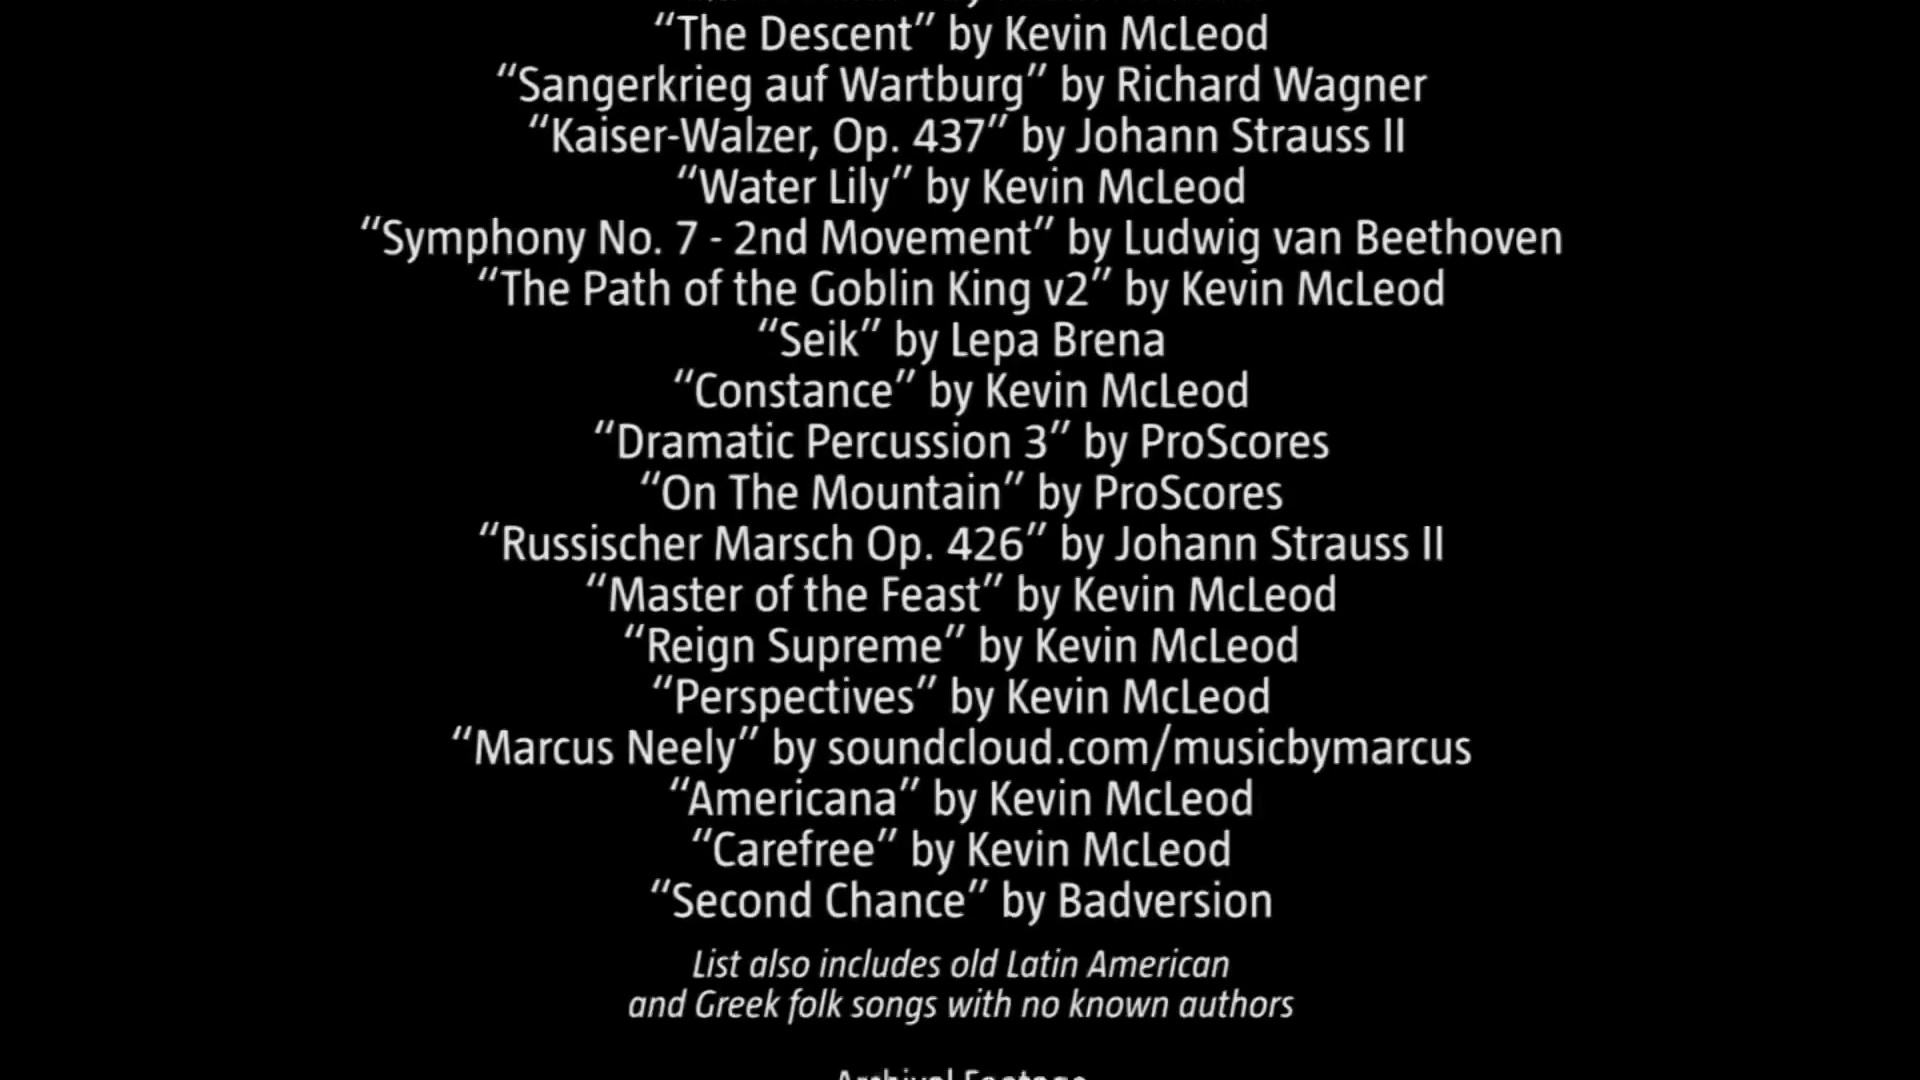 “The Descent” by Kevin McLeod
“Sangerkrieg auf Wartburg” by Richard Wagner
“Kaiser-Walzer, Op. 437” by Johann Strauss II
“Water Lily” by Kevin McLeod
“Symphony No. 7 - 2nd Movement” by Ludwig van Beethoven
“The Path of the Goblin King v2” by Kevin McLeod
“Seik” by Lepa Brena
“Constance” by Kevin McLeod
“Dramatic Percussion 3” by ProScores
“On The Mountain” by ProScores
“Russischer Marsch Op. 426” by Johann Strauss II
“Master of the Feast” by Kevin McLeod
“Reign Supreme” by Kevin McLeod
“Perspectives” by Kevin McLeod
“Marcus Neely” by soundcloud.com/musicbymarcus
“Americana” by Kevin McLeod
“Carefree” by Kevin McLeod
“Second Chance” by Badversion
List also includes old Latin American
and Greek folk songs with no known authors
Archival Footage